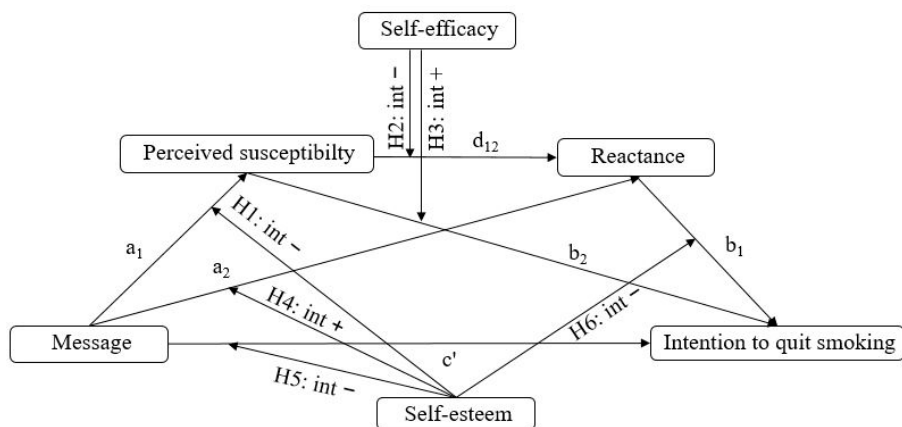 Self-efficacy
H2: int −
H3: int +
Perceived susceptibilty
d12
Reactance
H1: int −
a1
a2
b2
b1
H4: int +
H6: int −
Message
c'
Intention to quit smoking
H5: int −
Self-esteem